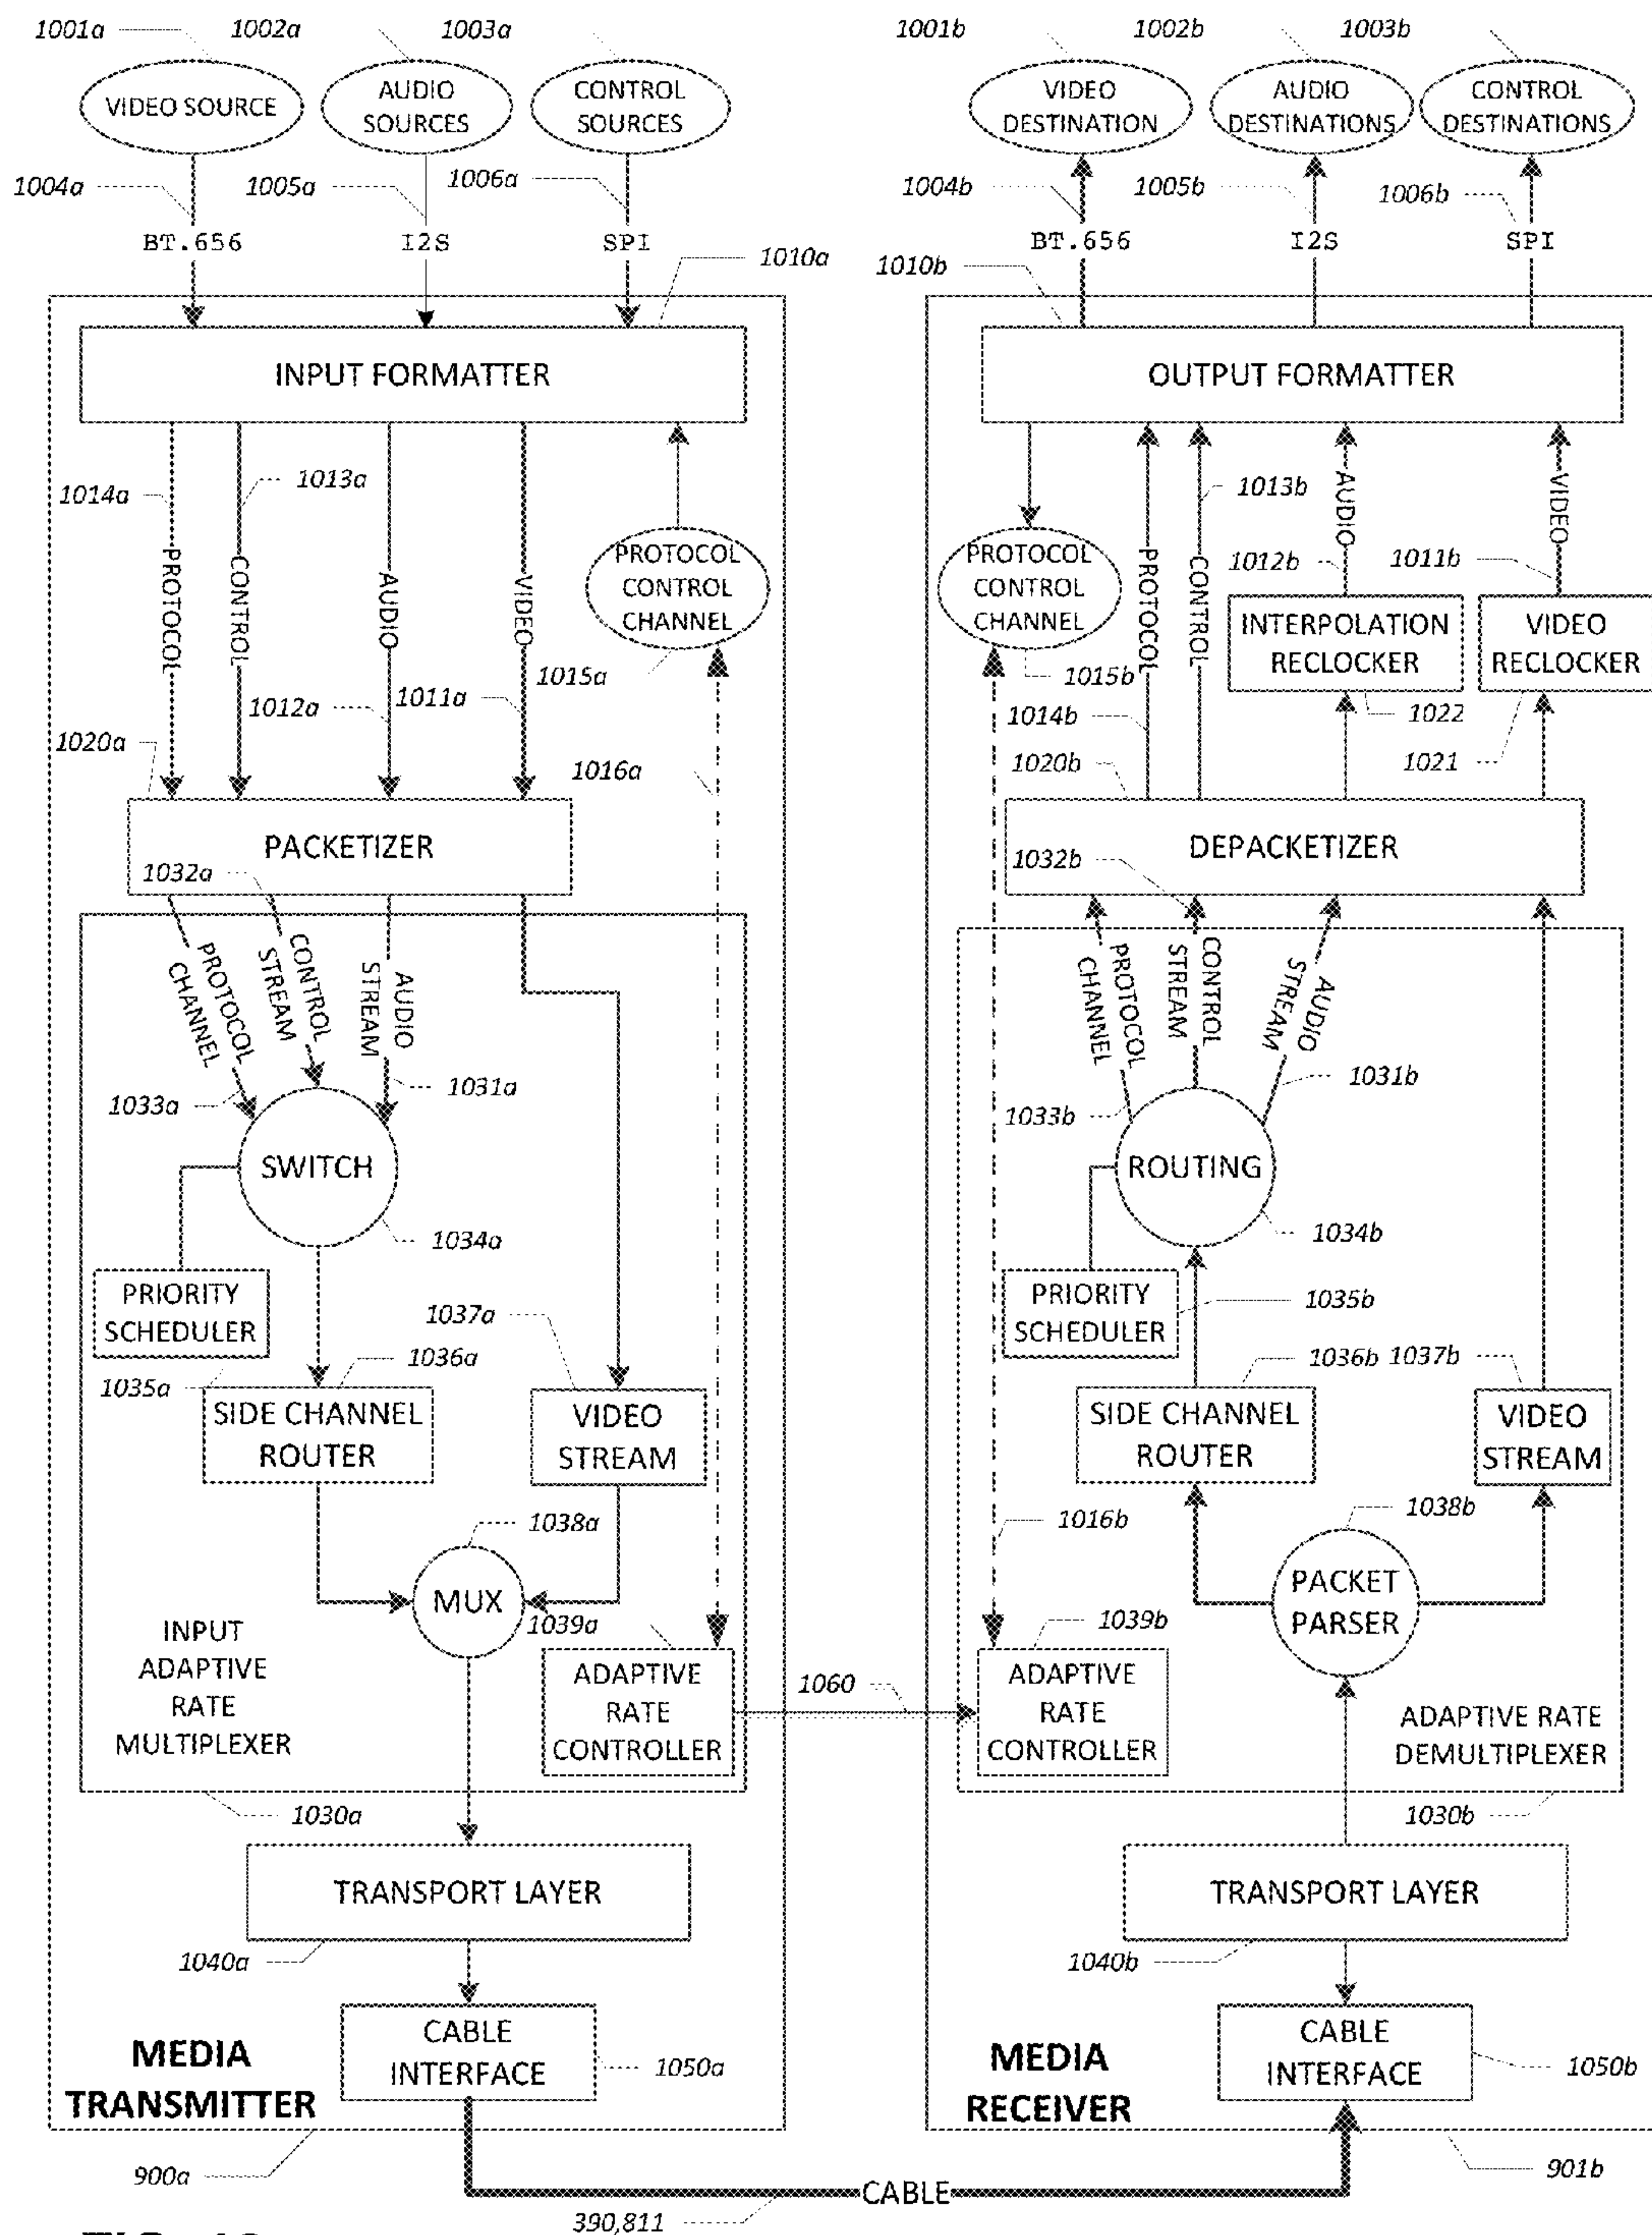 1001a
1002a
1003a
1001b
1002b
1003b
VIDEO SOURCE
AUDIO
SOURCES
CONTROL
SOURCES
VIDEO
DESTINATION
AUDIO
DESTINATIONS
CONTROL
DESTINATIONS
1004a
1005a
1006a
1004b
1005b
1006b
BT.656
I2S
SPI
BT.656
I2S
SPI
1010a
1010b
INPUT FORMATTER
OUTPUT FORMATTER
1014a
1013a
1013b
PROTOCOL
CONTROL
AUDIO
VIDEO
PROTOCOL
CONTROL
CHANNEL
PROTOCOL
CONTROL
CHANNEL
PROTOCOL
CONTROL
AUDIO
VIDEO
1012b
1011b
INTERPOLATION
RECLOCKER
VIDEO
RECLOCKER
1012a
1011a
1015a
1015b
1014b
1022
1020a
1016a
1020b
1021
PACKETIZER
DEPACKETIZER
1032a
1032b
PROTOCOL
CHANNEL
CONTROL
STREAM
AUDIO
STREAM
PROTOCOL
CHANNEL
CONTROL
STREAM
AUDIO
STREAM
1033a
1031a
1033b
1031b
SWITCH
ROUTING
1034a
1034b
PRIORITY
SCHEDULER
1037a
PRIORITY
SCHEDULER
1035b
1035a
1036a
1036b
1037b
SIDE CHANNEL
ROUTER
VIDEO
STREAM
SIDE CHANNEL
ROUTER
VIDEO
STREAM
1038a
1016b
1038b
MUX
1039a
PACKET
PARSER
1039b
INPUT
ADAPTIVE
RATE
MULTIPLEXER
ADAPTIVE
RATE
CONTROLLER
1060
ADAPTIVE
RATE
CONTROLLER
ADAPTIVE RATE
DEMULTIPLEXER
1030a
1030b
TRANSPORT LAYER
TRANSPORT LAYER
1040a
1040b
CABLE
INTERFACE
CABLE
INTERFACE
1050a
1050b
MEDIA
TRANSMITTER
MEDIA
RECEIVER
900a
901b
CABLE
390,811